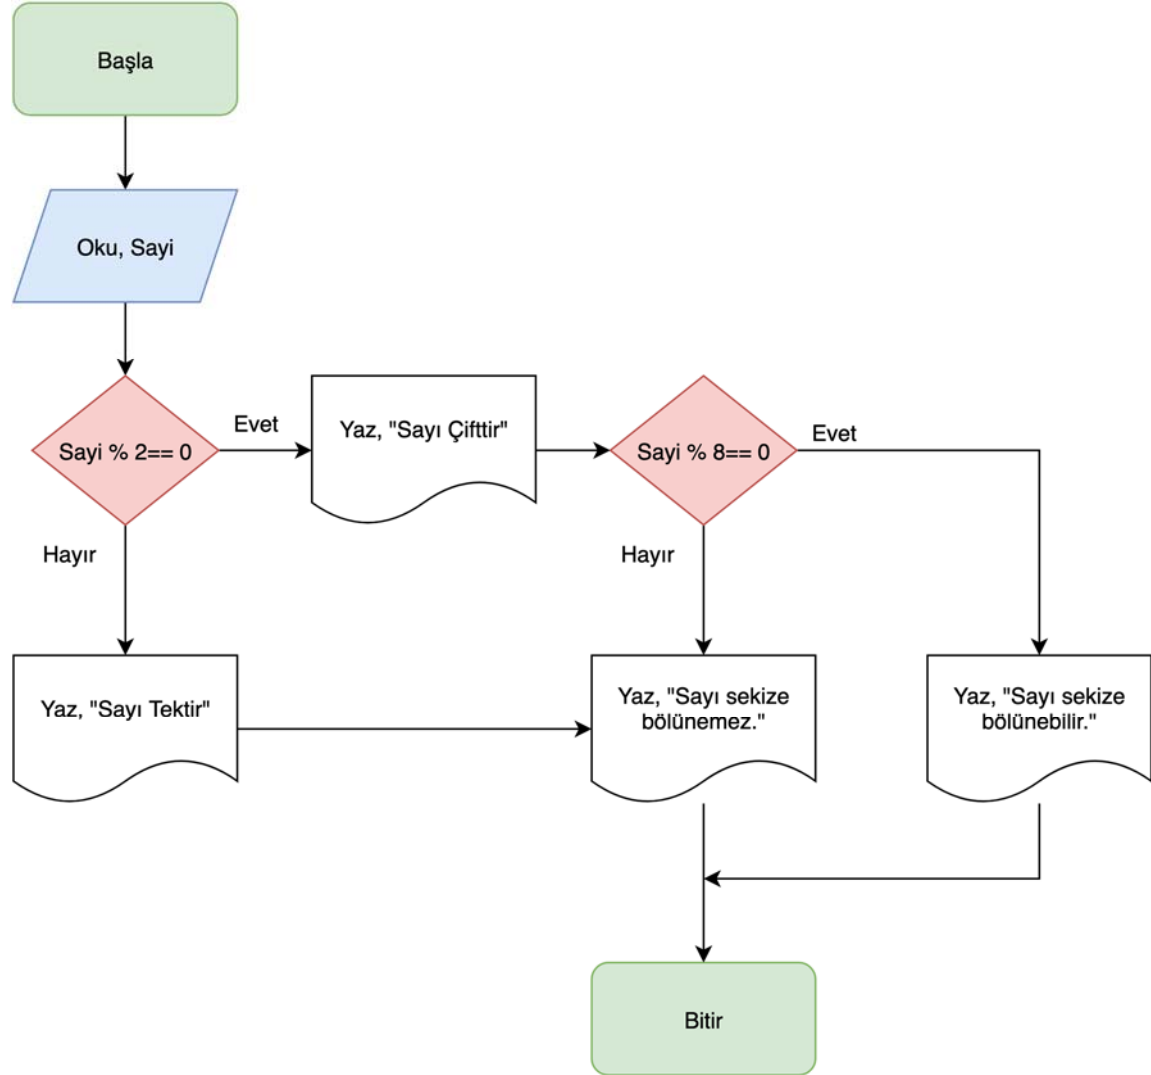 Başla
Oku, Sayi
Sayi % 2== 0
Evet
Yaz, "Sayı Çifttir"
Sayi % 8== 0
Evet
Hayır
Hayır
Yaz, "Sayı Tektir"
Yaz, "Sayı sekize
bölünemez."
Yaz, "Sayı sekize
bölünebilir."
Bitir